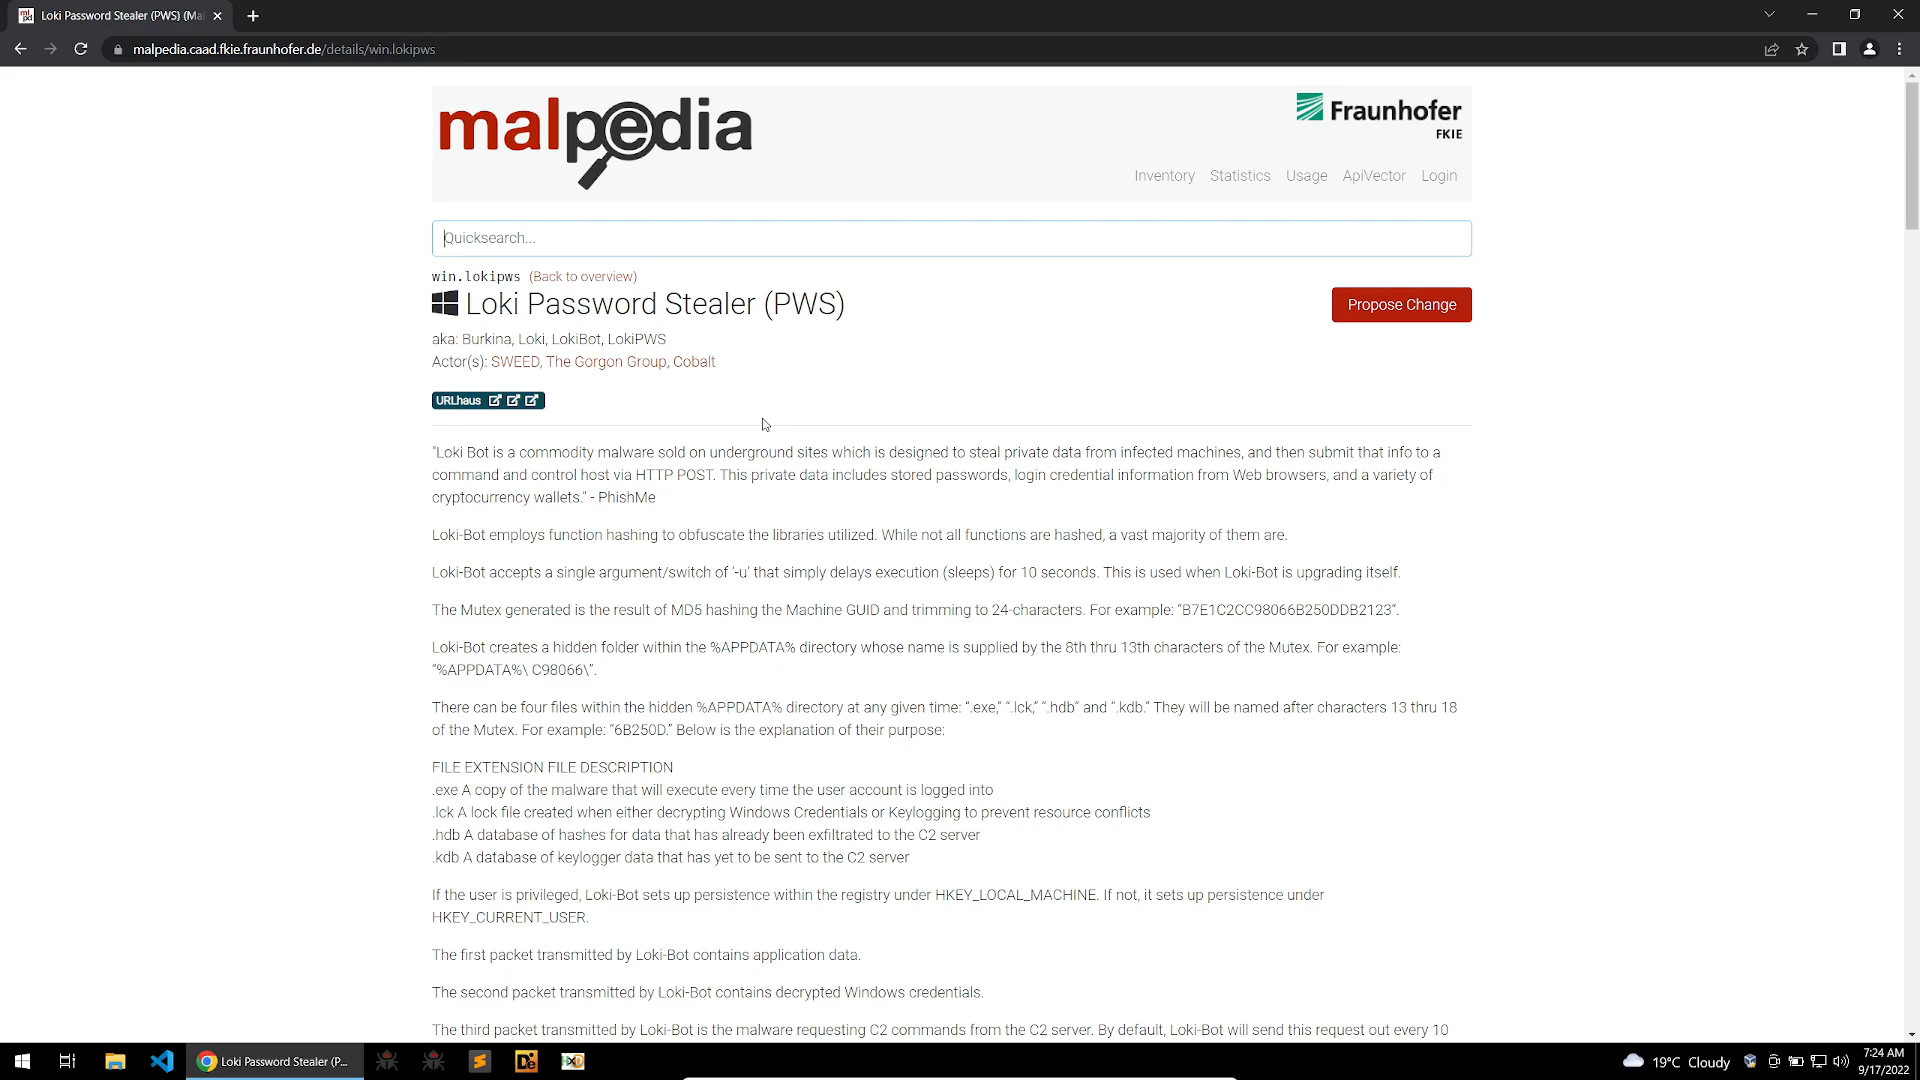 Loki Password Stealer (PWS) (Mal
malpedia.caad.fkie.fraunhofer.de/details/win.lokipws
malpedia
Fraunhofer
FKIE
Inventory Statistics Usage ApiVector Login
Quicksearch...
win.lokipws (Back to overview)
Loki Password Stealer (PWS)
Propose Change
aka: Burkina, Loki, LokiBot, LokiPWS
Actor(s): SWEED, The Gorgon Group, Cobalt
URLhaus
"Loki Bot is a commodity malware sold on underground sites which is designed to steal private data from infected machines, and then submit that info to a
command and control host via HTTP POST. This private data includes stored passwords, login credential information from Web browsers, and a variety of
cryptocurrency wallets." - PhishMe
Loki-Bot employs function hashing to obfuscate the libraries utilized. While not all functions are hashed, a vast majority of them are.
Loki-Bot accepts a single argument/switch of ‘-u’ that simply delays execution (sleeps) for 10 seconds. This is used when Loki-Bot is upgrading itself.
The Mutex generated is the result of MD5 hashing the Machine GUID and trimming to 24-characters. For example: “B7E1C2CC98066B250DDB2123“.
Loki-Bot creates a hidden folder within the %APPDATA% directory whose name is supplied by the 8th thru 13th characters of the Mutex. For example:
“%APPDATA%\ C98066\”.
There can be four files within the hidden %APPDATA% directory at any given time: “.exe,” “.lck,” “.hdb” and “.kdb.” They will be named after characters 13 thru 18
of the Mutex. For example: “6B250D.” Below is the explanation of their purpose:
FILE EXTENSION FILE DESCRIPTION
.exe A copy of the malware that will execute every time the user account is logged into
.lck A lock file created when either decrypting Windows Credentials or Keylogging to prevent resource conflicts
.hdb A database of hashes for data that has already been exfiltrated to the C2 server
.kdb A database of keylogger data that has yet to be sent to the C2 server
If the user is privileged, Loki-Bot sets up persistence within the registry under HKEY_LOCAL_MACHINE. If not, it sets up persistence under
HKEY_CURRENT_USER.
The first packet transmitted by Loki-Bot contains application data.
The second packet transmitted by Loki-Bot contains decrypted Windows credentials.
The third packet transmitted by Loki-Bot is the malware requesting C2 commands from the C2 server. By default, Loki-Bot will send this request out every 10
Loki Password Stealer (P...
19°C Cloudy
7:24 AM
9/17/2022